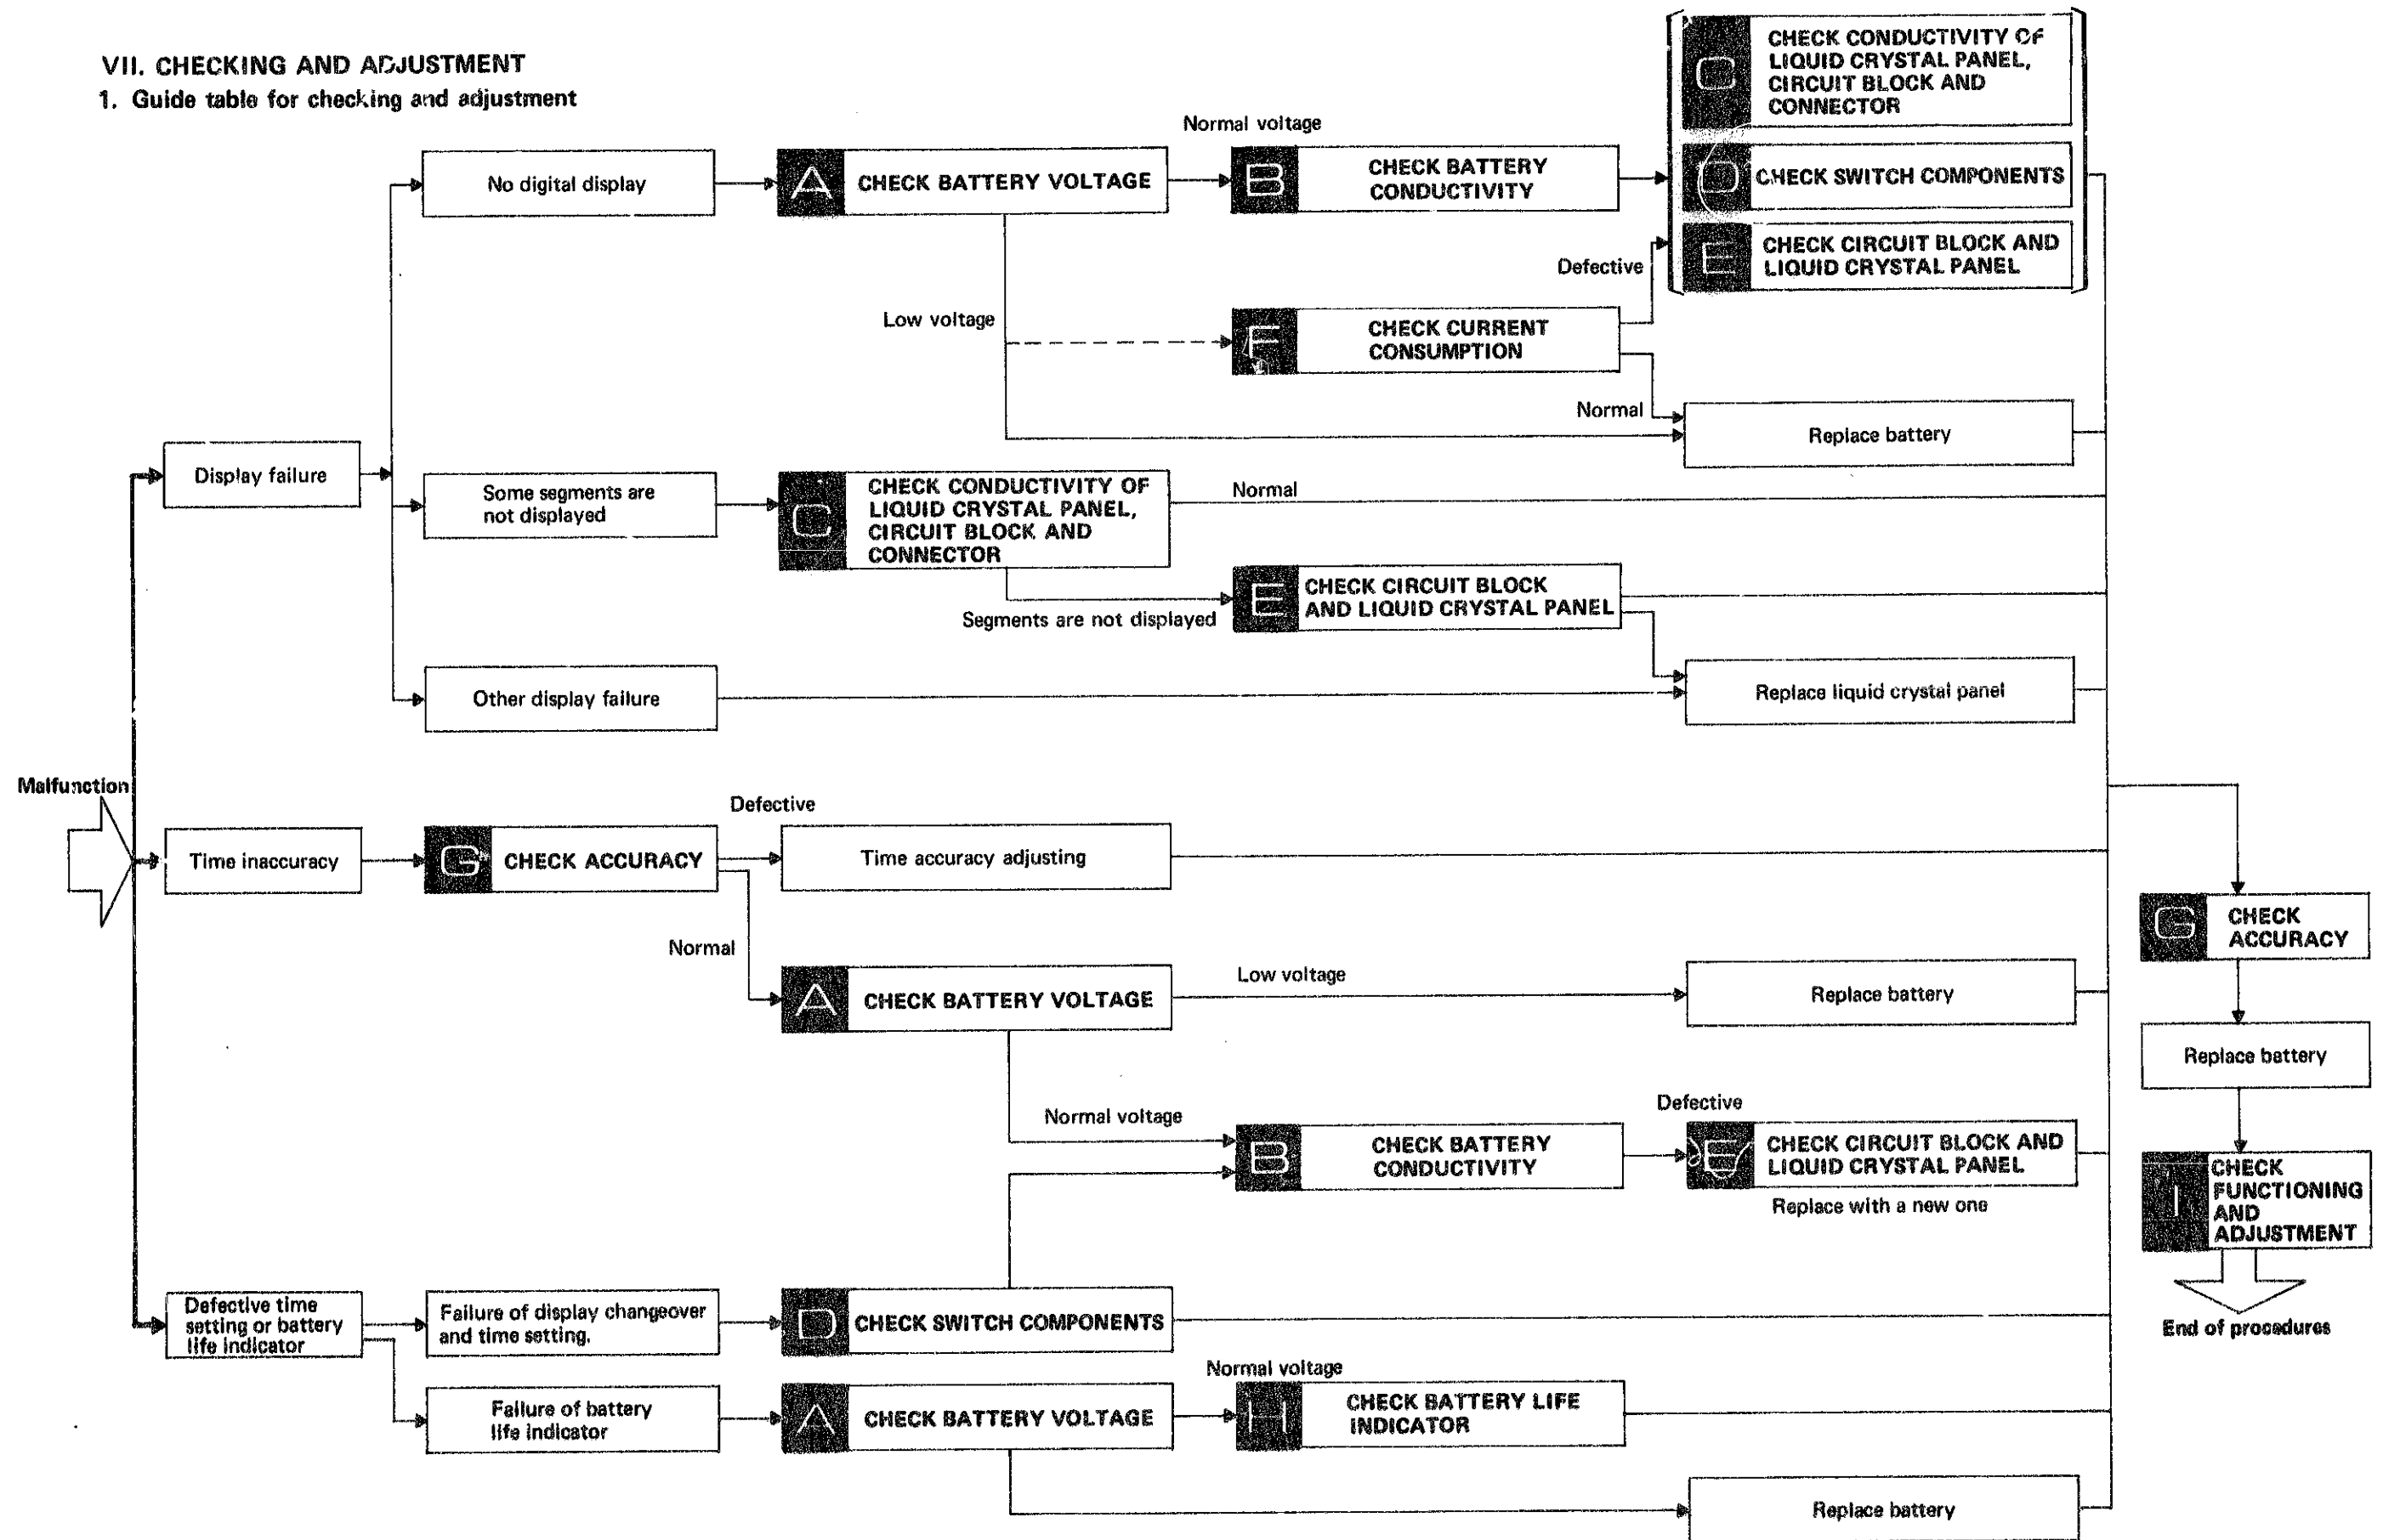 VII. CHECKING AND ADJUSTMENT
1. Guide table for checking and adjustment
No digital display
A
CHECK BATTERY VOLTAGE
Normal voltage
B
CHECK BATTERY
CONDUCTIVITY
C
CHECK CONDUCTIVITY OF
LIQUID CRYSTAL PANEL,
CIRCUIT BLOCK AND
CONNECTOR
D
CHECK SWITCH COMPONENTS
E
CHECK CIRCUIT BLOCK AND
LIQUID CRYSTAL PANEL
Defective
Low voltage
F
CHECK CURRENT
CONSUMPTION
Normal
Replace battery
Display failure
Some segments are
not displayed
C
CHECK CONDUCTIVITY OF
LIQUID CRYSTAL PANEL,
CIRCUIT BLOCK AND
CONNECTOR
Normal
Segments are not displayed
E
CHECK CIRCUIT BLOCK
AND LIQUID CRYSTAL PANEL
Other display failure
Replace liquid crystal panel
Malfunction
Time inaccuracy
G
CHECK ACCURACY
Defective
Time accuracy adjusting
Normal
A
CHECK BATTERY VOLTAGE
Low voltage
Replace battery
Normal voltage
B
CHECK BATTERY
CONDUCTIVITY
Defective
E
CHECK CIRCUIT BLOCK AND
LIQUID CRYSTAL PANEL
Replace with a new one
Defective time
setting or battery
life indicator
Failure of display changeover
and time setting.
D
CHECK SWITCH COMPONENTS
Failure of battery
life indicator
A
CHECK BATTERY VOLTAGE
Normal voltage
H
CHECK BATTERY LIFE
INDICATOR
Replace battery
G
CHECK
ACCURACY
Replace battery
I
CHECK
FUNCTIONING
AND
ADJUSTMENT
End of procedures